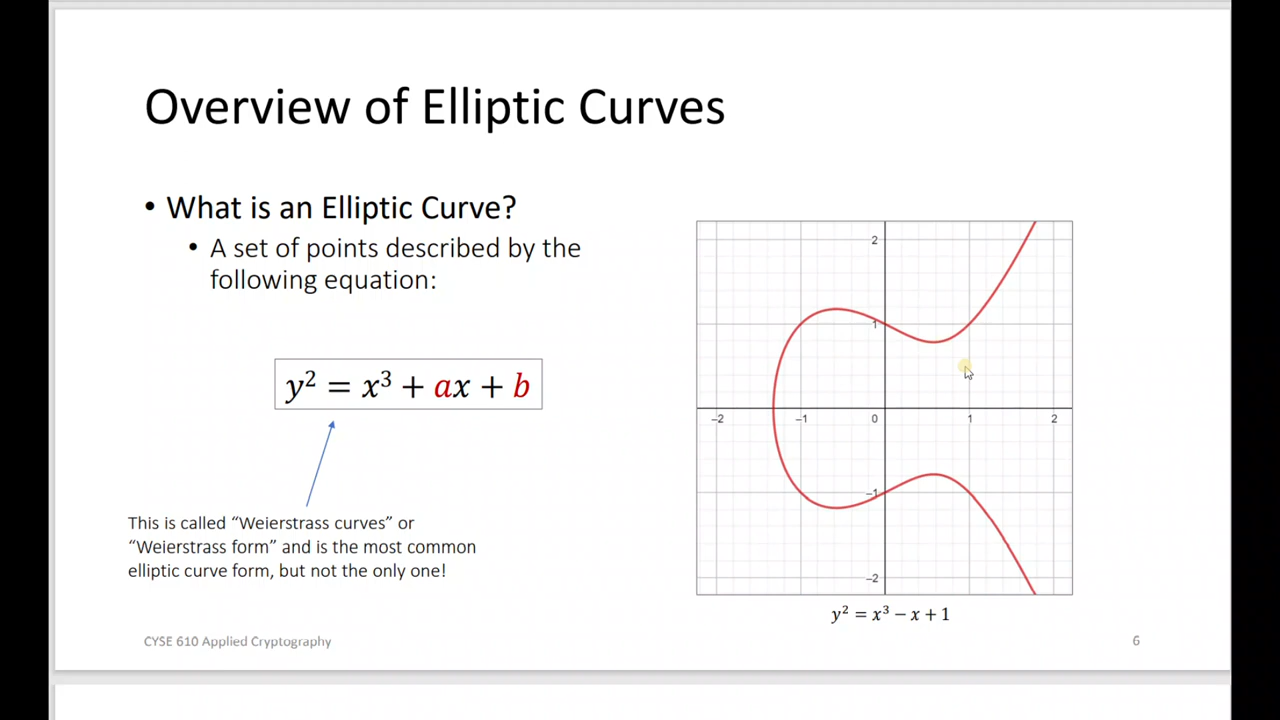 Overview of Elliptic Curves
• What is an Elliptic Curve?
• A set of points described by the
following equation:
y² = x³ + ax + b
This is called “Weierstrass curves” or
“Weierstrass form” and is the most common
elliptic curve form, but not the only one!
2
1
−2
−1
0
1
2
−1
−2
y² = x³ − x + 1
CYSE 610 Applied Cryptography
6